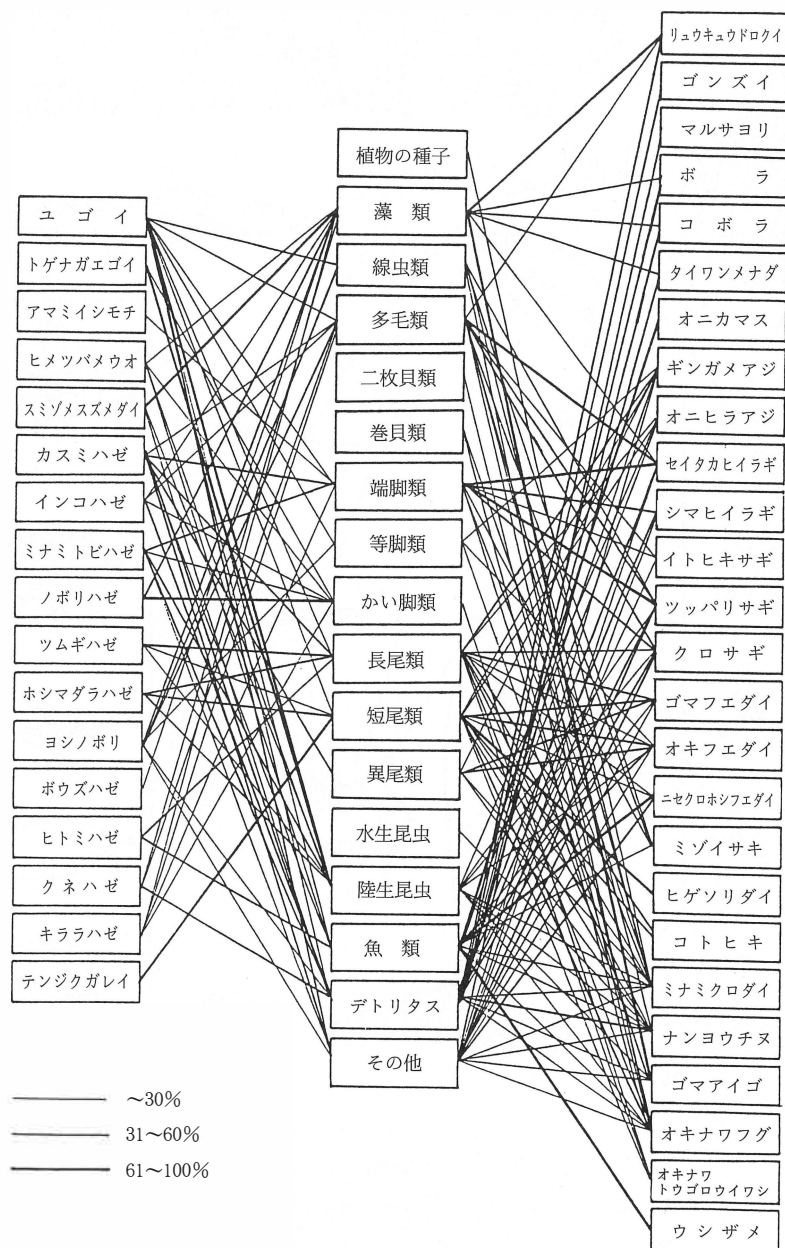 ユゴイ
トゲナガエゴイ
アマミイシモチ
ヒメツバメウオ
スミゾメスズメダイ
カスミハゼ
インコハゼ
ミナミトビハゼ
ノボリハゼ
ツムギハゼ
ホシマダラハゼ
ヨシノボリ
ボウズハゼ
ヒトミハゼ
クネハゼ
キララハゼ
テンジクガレイ
植物の種子
藻類
線虫類
多毛類
二枚貝類
巻貝類
端脚類
等脚類
かい脚類
長尾類
短尾類
異尾類
水生昆虫
陸生昆虫
魚類
デトリタス
その他
リュウキュウドロクイ
ゴンズイ
マルサヨリ
ボラ
コボラ
タイワンメナダ
オニカマス
ギンガメアジ
オニヒラアジ
セイタカヒイラギ
シマヒイラギ
イトヒキサギ
ツッパリサギ
クロサギ
ゴマフエダイ
オキフエダイ
ニセクロホシフエダイ
ミゾイサキ
ヒゲソリダイ
コトヒキ
ミナミクロダイ
ナンヨウチヌ
ゴマアイゴ
オキナワフグ
オキナワ
トウゴロウイワシ
ウシザメ
～30%
31～60%
61～100%